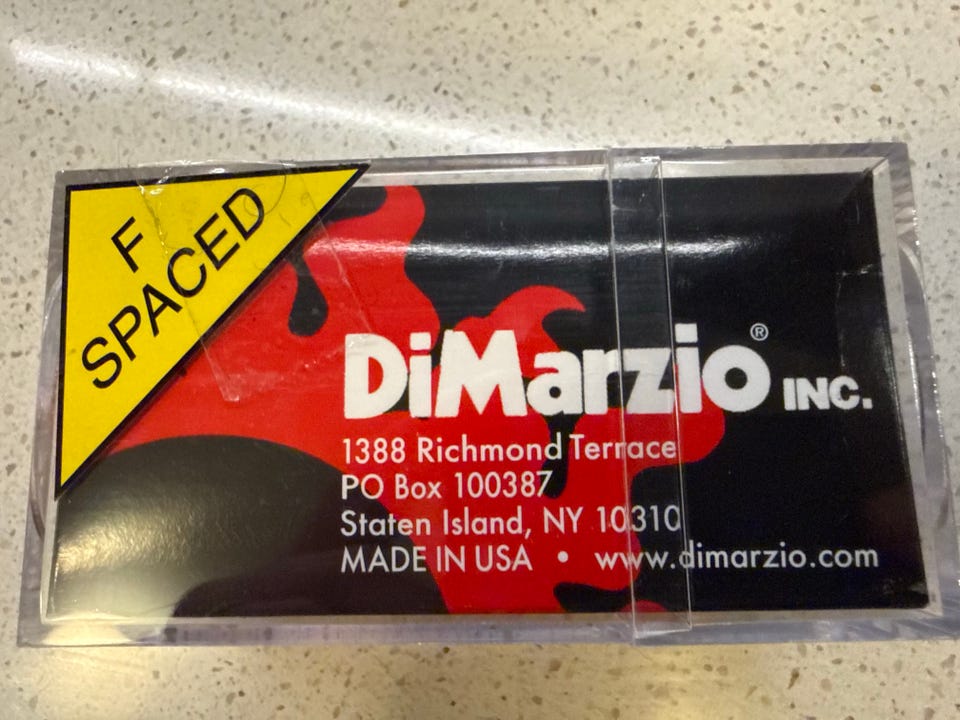 F
SPACED
DiMarzio® INC.
1388 Richmond Terrace
PO Box 100387
Staten Island, NY 10310
MADE IN USA • www.dimarzio.com